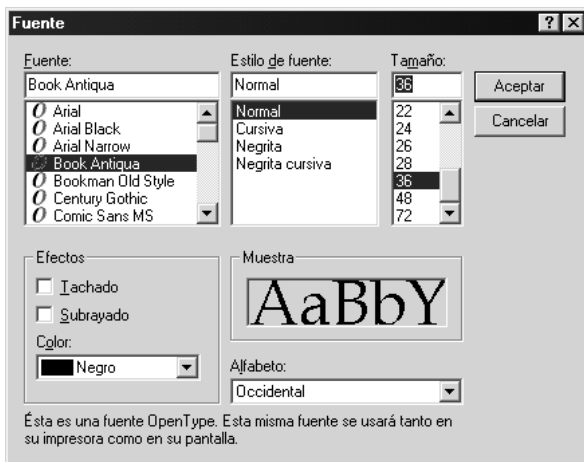 Fuente
Fuente:
Book Antiqua
Arial
Arial Black
Arial Narrow
Book Antiqua
Bookman Old Style
Century Gothic
Comic Sans MS
Estilo de fuente:
Normal
Normal
Cursiva
Negrita
Negrita cursiva
Tamaño:
36
22
24
26
28
36
48
72
Aceptar
Cancelar
Efectos
Tachado
Subrayado
Color:
Negro
Muestra
AaBbY
Alfabeto:
Occidental
Ésta es una fuente OpenType. Esta misma fuente se usará tanto en
su impresora como en su pantalla.